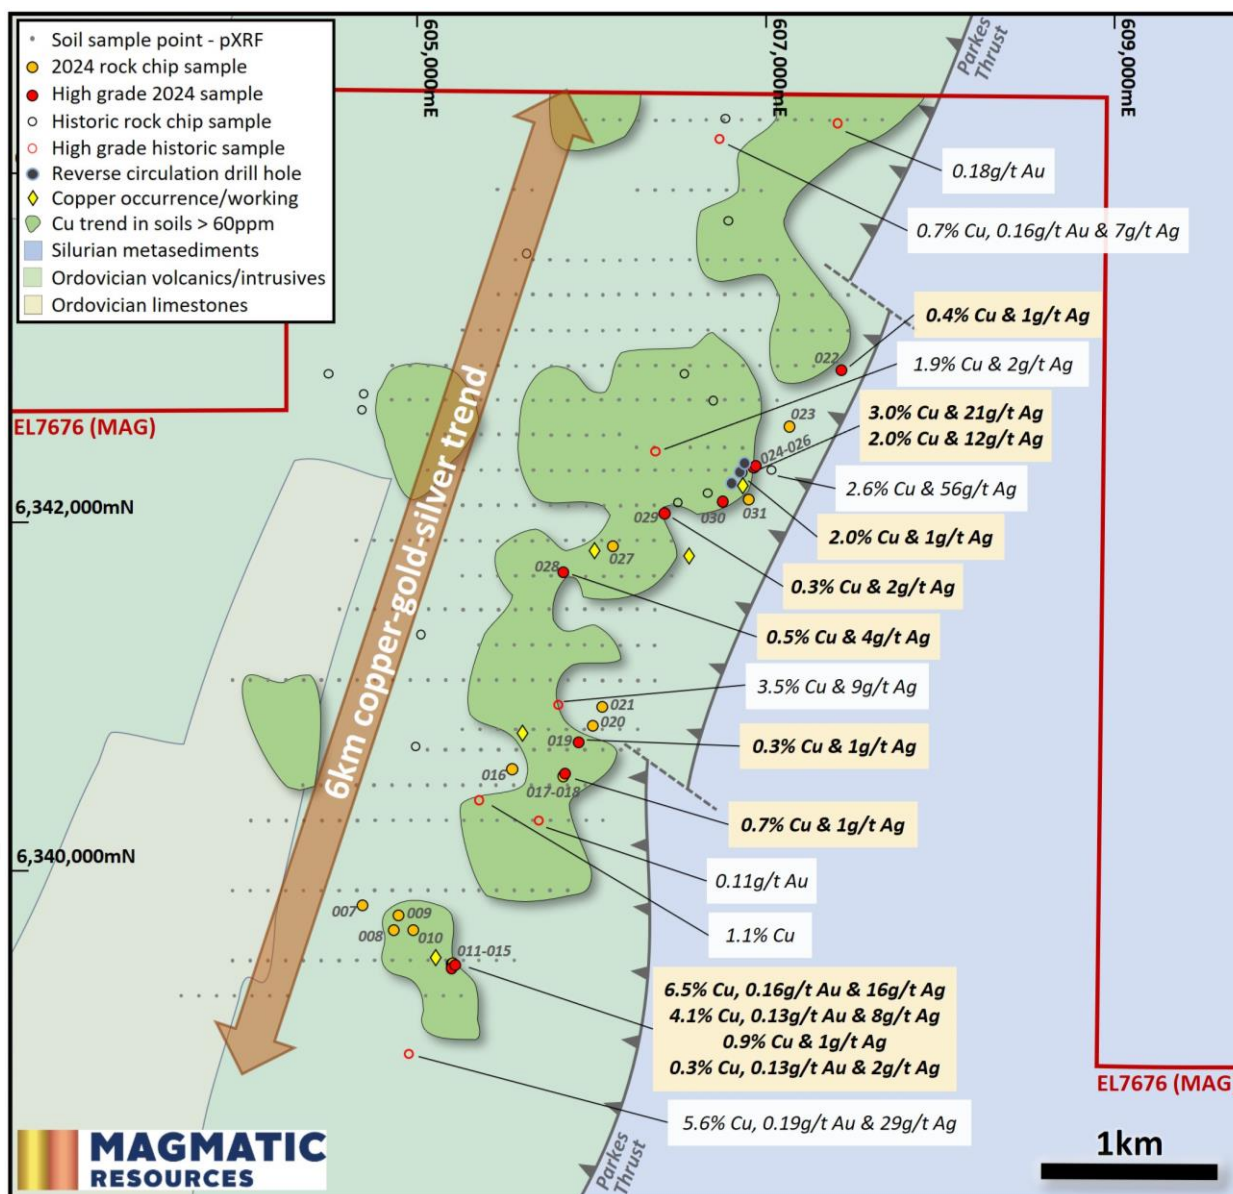 Soil sample point - pXRF
2024 rock chip sample
High grade 2024 sample
Historic rock chip sample
High grade historic sample
Reverse circulation drill hole
Copper occurrence/working
Cu trend in soils > 60ppm
Silurian metasediments
Ordovician volcanics/intrusives
Ordovician limestones
605,000mE
607,000mE
609,000mE
Parkes
Thrust
0.18g/t Au
0.7% Cu, 0.16g/t Au & 7g/t Ag
0.4% Cu & 1g/t Ag
022
1.9% Cu & 2g/t Ag
EL7676 (MAG)
023
3.0% Cu & 21g/t Ag
2.0% Cu & 12g/t Ag
024-026
2.6% Cu & 56g/t Ag
6,342,000mN
029
030
031
2.0% Cu & 1g/t Ag
027
028
0.3% Cu & 2g/t Ag
0.5% Cu & 4g/t Ag
6km copper-gold-silver trend
3.5% Cu & 9g/t Ag
021
020
019
0.3% Cu & 1g/t Ag
016
017-018
0.7% Cu & 1g/t Ag
6,340,000mN
0.11g/t Au
007
009
008
010
1.1% Cu
011-015
6.5% Cu, 0.16g/t Au & 16g/t Ag
4.1% Cu, 0.13g/t Au & 8g/t Ag
0.9% Cu & 1g/t Ag
0.3% Cu, 0.13g/t Au & 2g/t Ag
EL7676 (MAG
5.6% Cu, 0.19g/t Au & 29g/t Ag
Parkes
Thrust
MAGMATIC
RESOURCES
1km